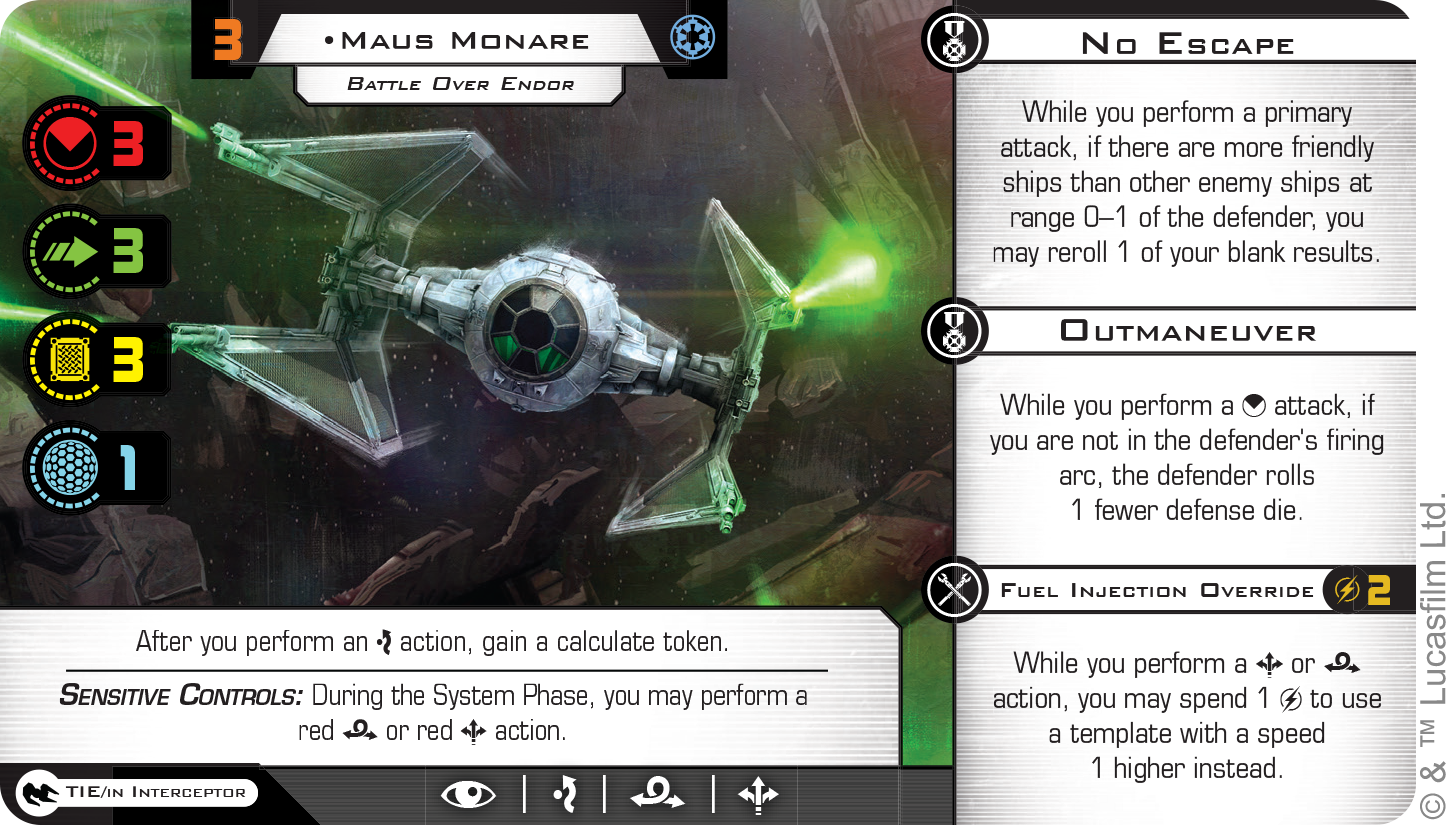 3
•Maus Monare
Battle Over Endor
3
3
3
1
After you perform an action, gain a calculate token.
Sensitive Controls: During the System Phase, you may perform a
red or red action.
TIE/in Interceptor
No Escape
While you perform a primary
attack, if there are more friendly
ships than other enemy ships at
range 0–1 of the defender, you
may reroll 1 of your blank results.
Outmaneuver
While you perform a attack, if
you are not in the defender's firing
arc, the defender rolls
1 fewer defense die.
Fuel Injection Override 2
While you perform a or
action, you may spend 1 to use
a template with a speed
1 higher instead.
© & ™ Lucasfilm Ltd.